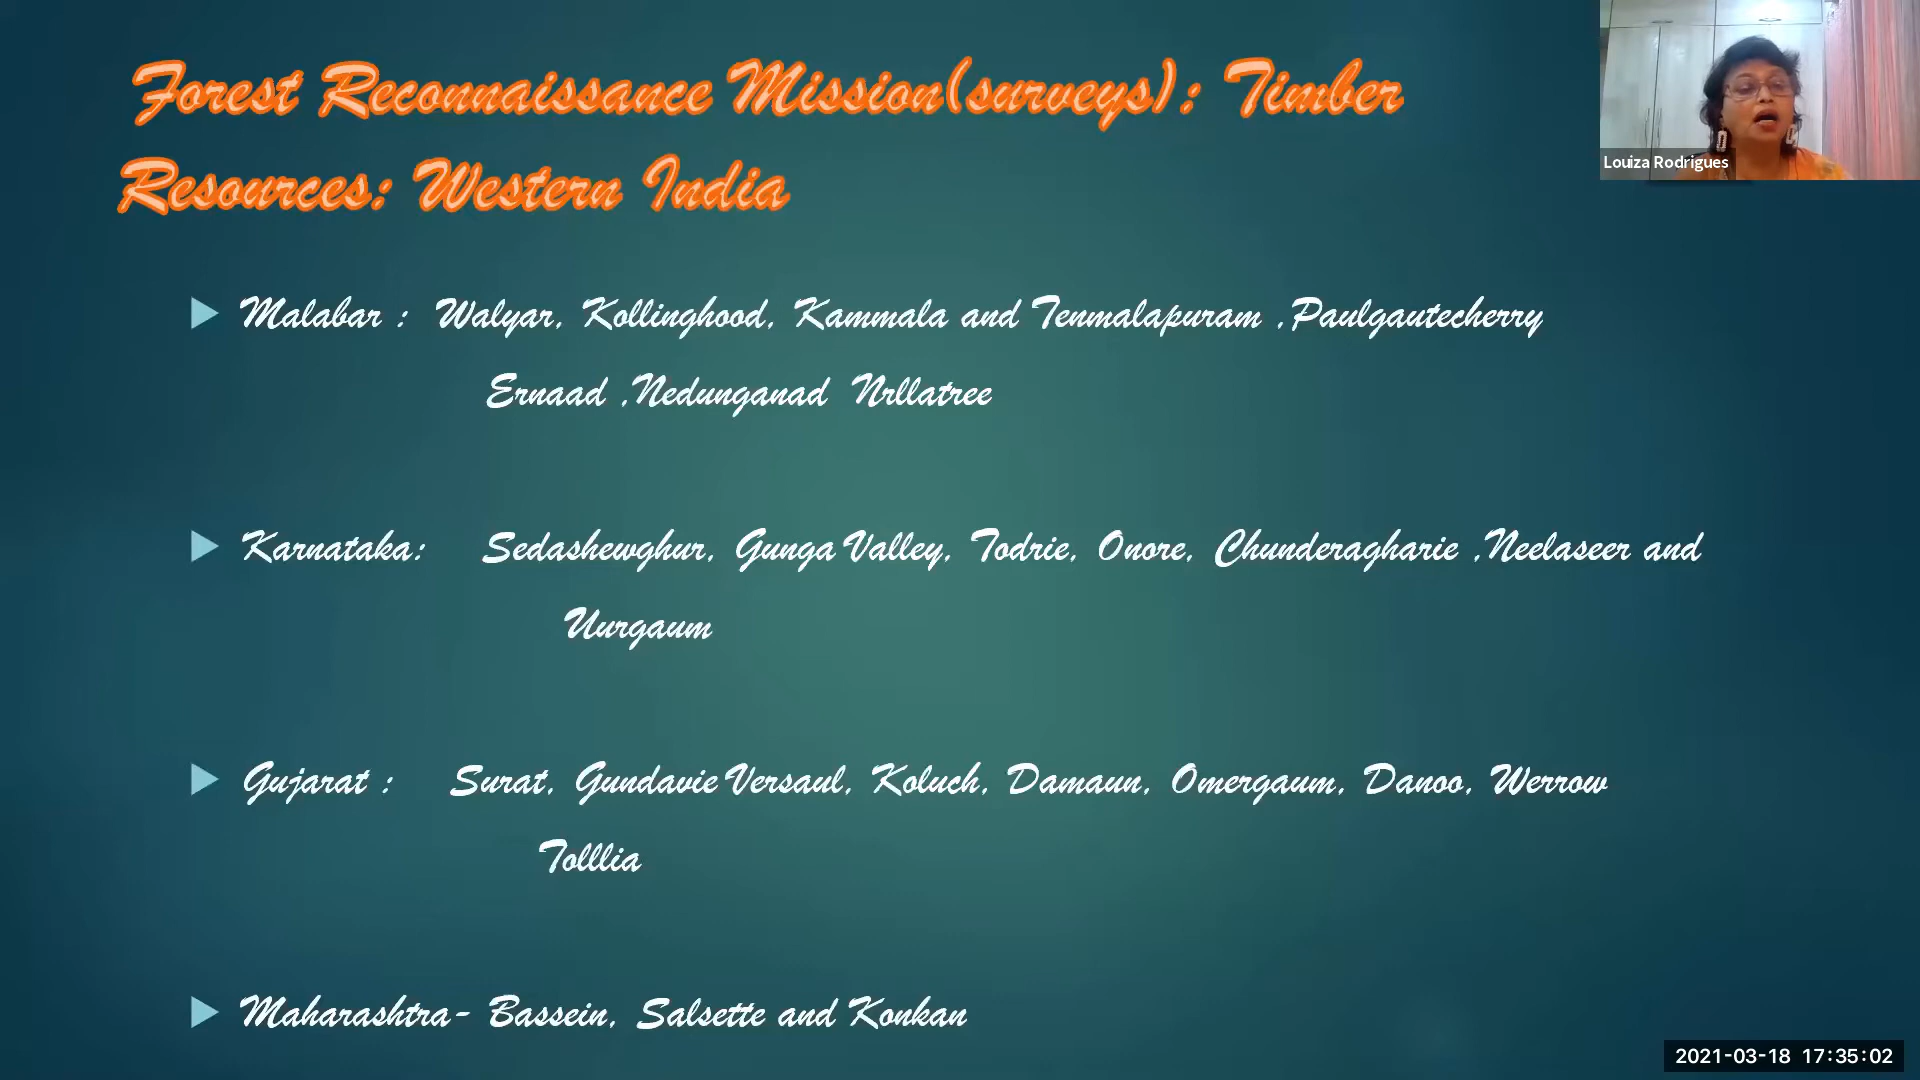 Forest Reconnaissance Mission(surveys): Timber
Resources: Western India
Louiza Rodrigues
Malabar : Walyar, Kollinghood, Kammala and Tenmalapuram ,Paulgautecherry
Ernaad ,Nedunganad Nrllatree
Karnataka: Sedashewghur, Gunga Valley, Todrie, Onore, Chunderagharie ,Neelaseer and
Uurgaum
Gujarat : Surat, Gundavie Versaul, Koluch, Damaun, Omergaum, Danoo, Werrow
Tolllia
Maharashtra- Bassein, Salsette and Konkan
2021-03-18 17:35:02